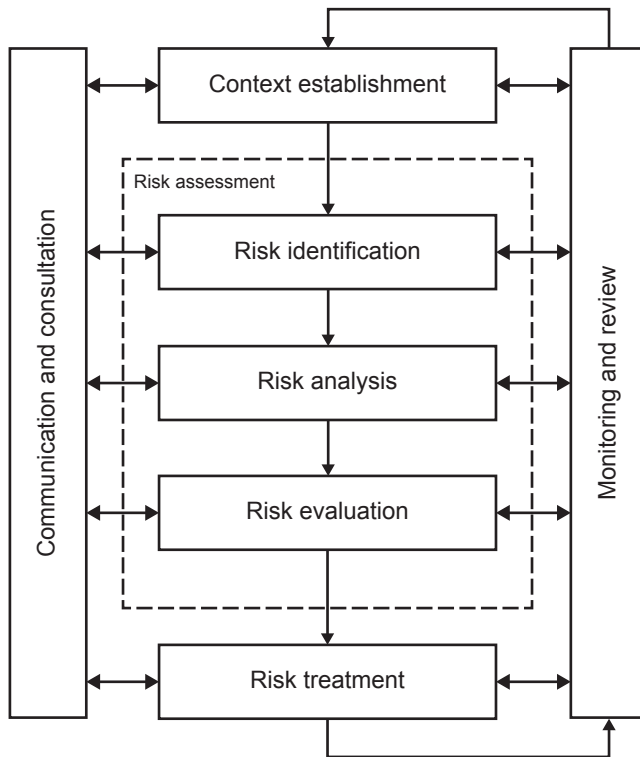 Context establishment
Risk assessment
Risk identification
Risk analysis
Risk evaluation
Risk treatment
Communication and consultation
Monitoring and review